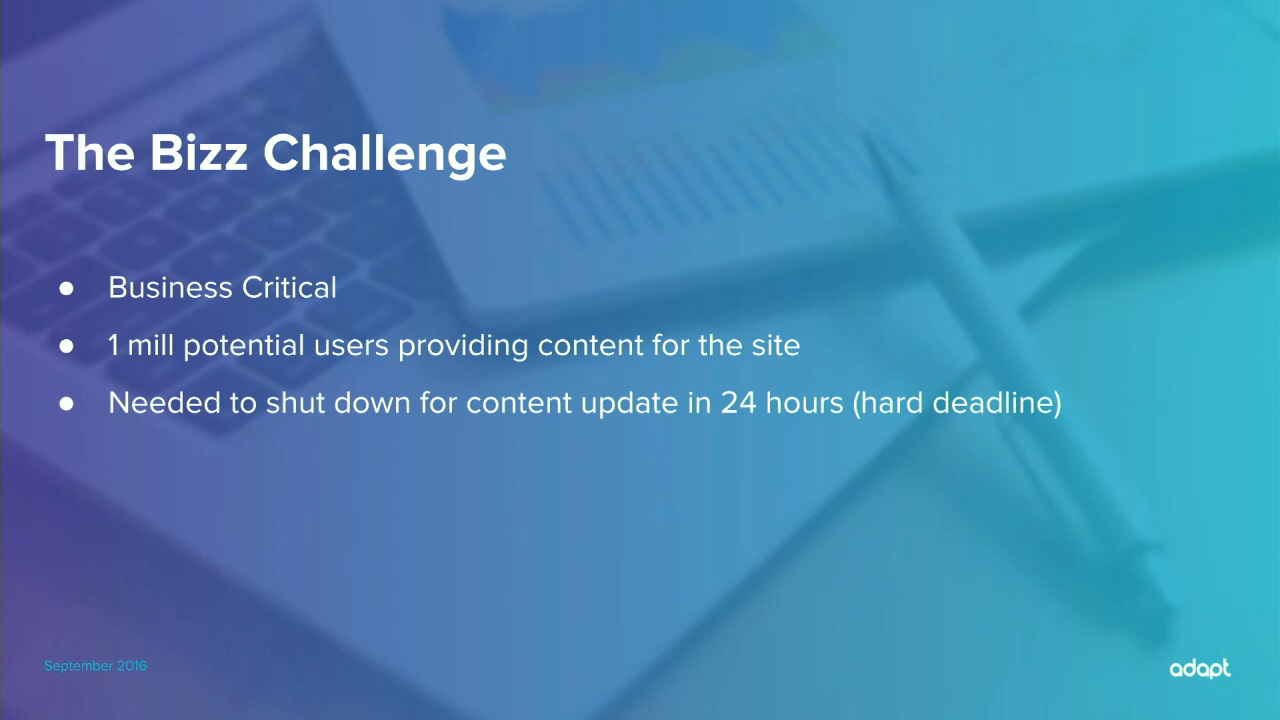 The Bizz Challenge
● Business Critical
● 1 mill potential users providing content for the site
● Needed to shut down for content update in 24 hours (hard deadline)
September 2016
adapt